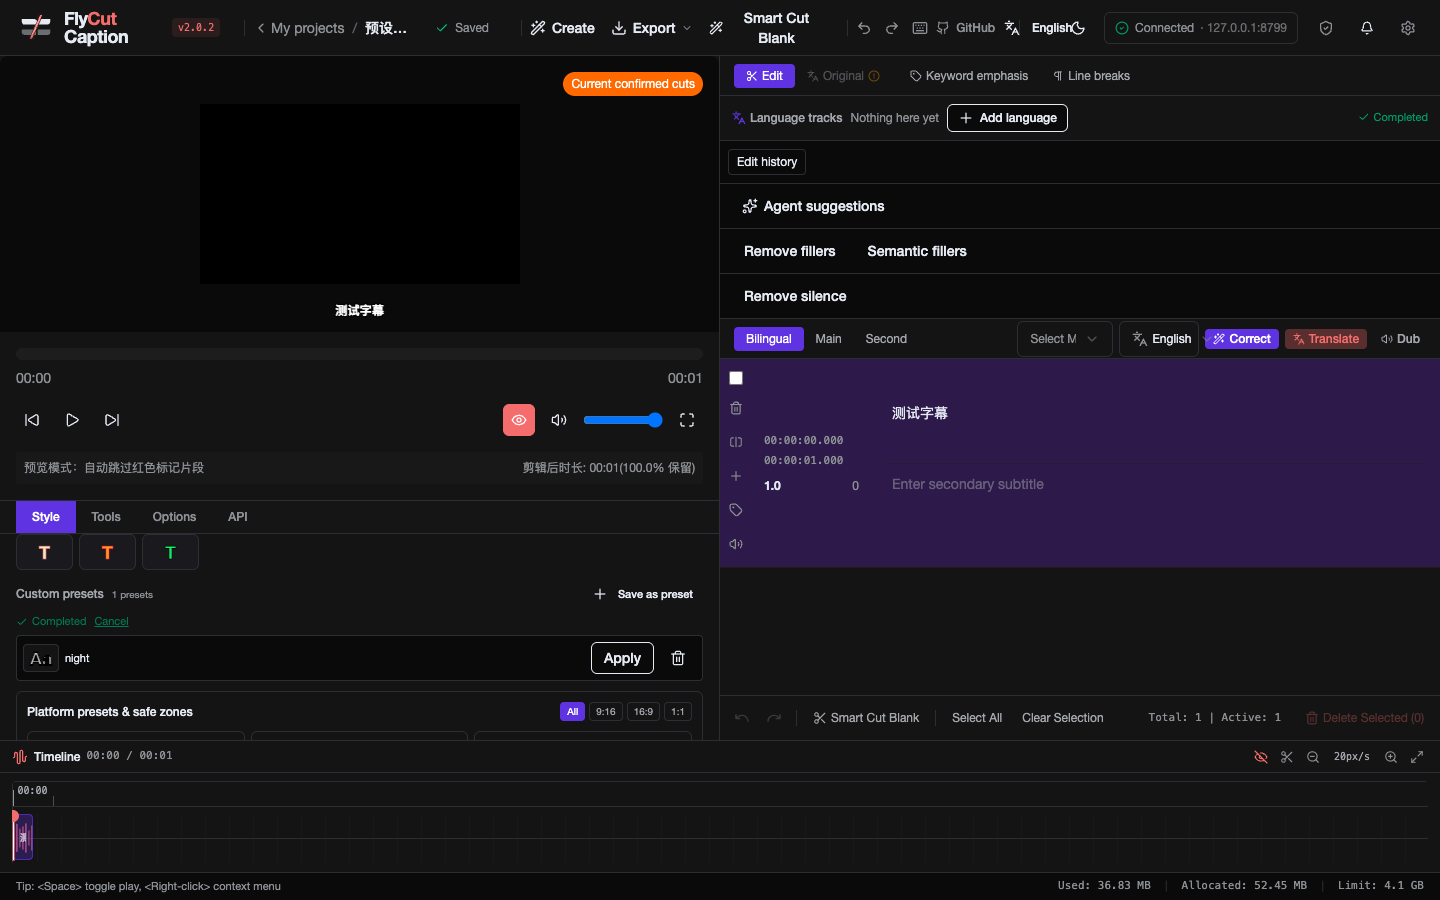 FlyCut
Caption
v2.0.2
My projects / 预设...
Saved
Create
Export
Smart Cut
Blank
GitHub
English
Connected · 127.0.0.1:8799
Current confirmed cuts
测试字幕
00:00
00:01
预览模式：自动跳过红色标记片段
剪辑后时长: 00:01(100.0% 保留)
Style
Tools
Options
API
T
T
T
Custom presets 1 presets
Save as preset
Completed Cancel
Aa night
Apply
Platform presets & safe zones
All
9:16
16:9
1:1
Edit
Original
Keyword emphasis
Line breaks
Language tracks Nothing here yet
Add language
Completed
Edit history
Agent suggestions
Remove fillers
Semantic fillers
Remove silence
Bilingual
Main
Second
Select M
English
Correct
Translate
Dub
测试字幕
00:00:00.000
00:00:01.000
1.0
0
Enter secondary subtitle
Smart Cut Blank
Select All
Clear Selection
Total: 1 | Active: 1
Delete Selected (0)
Timeline 00:00 / 00:01
20px/s
00:00
Tip: <Space> toggle play, <Right-click> context menu
Used: 36.83 MB | Allocated: 52.45 MB | Limit: 4.1 GB